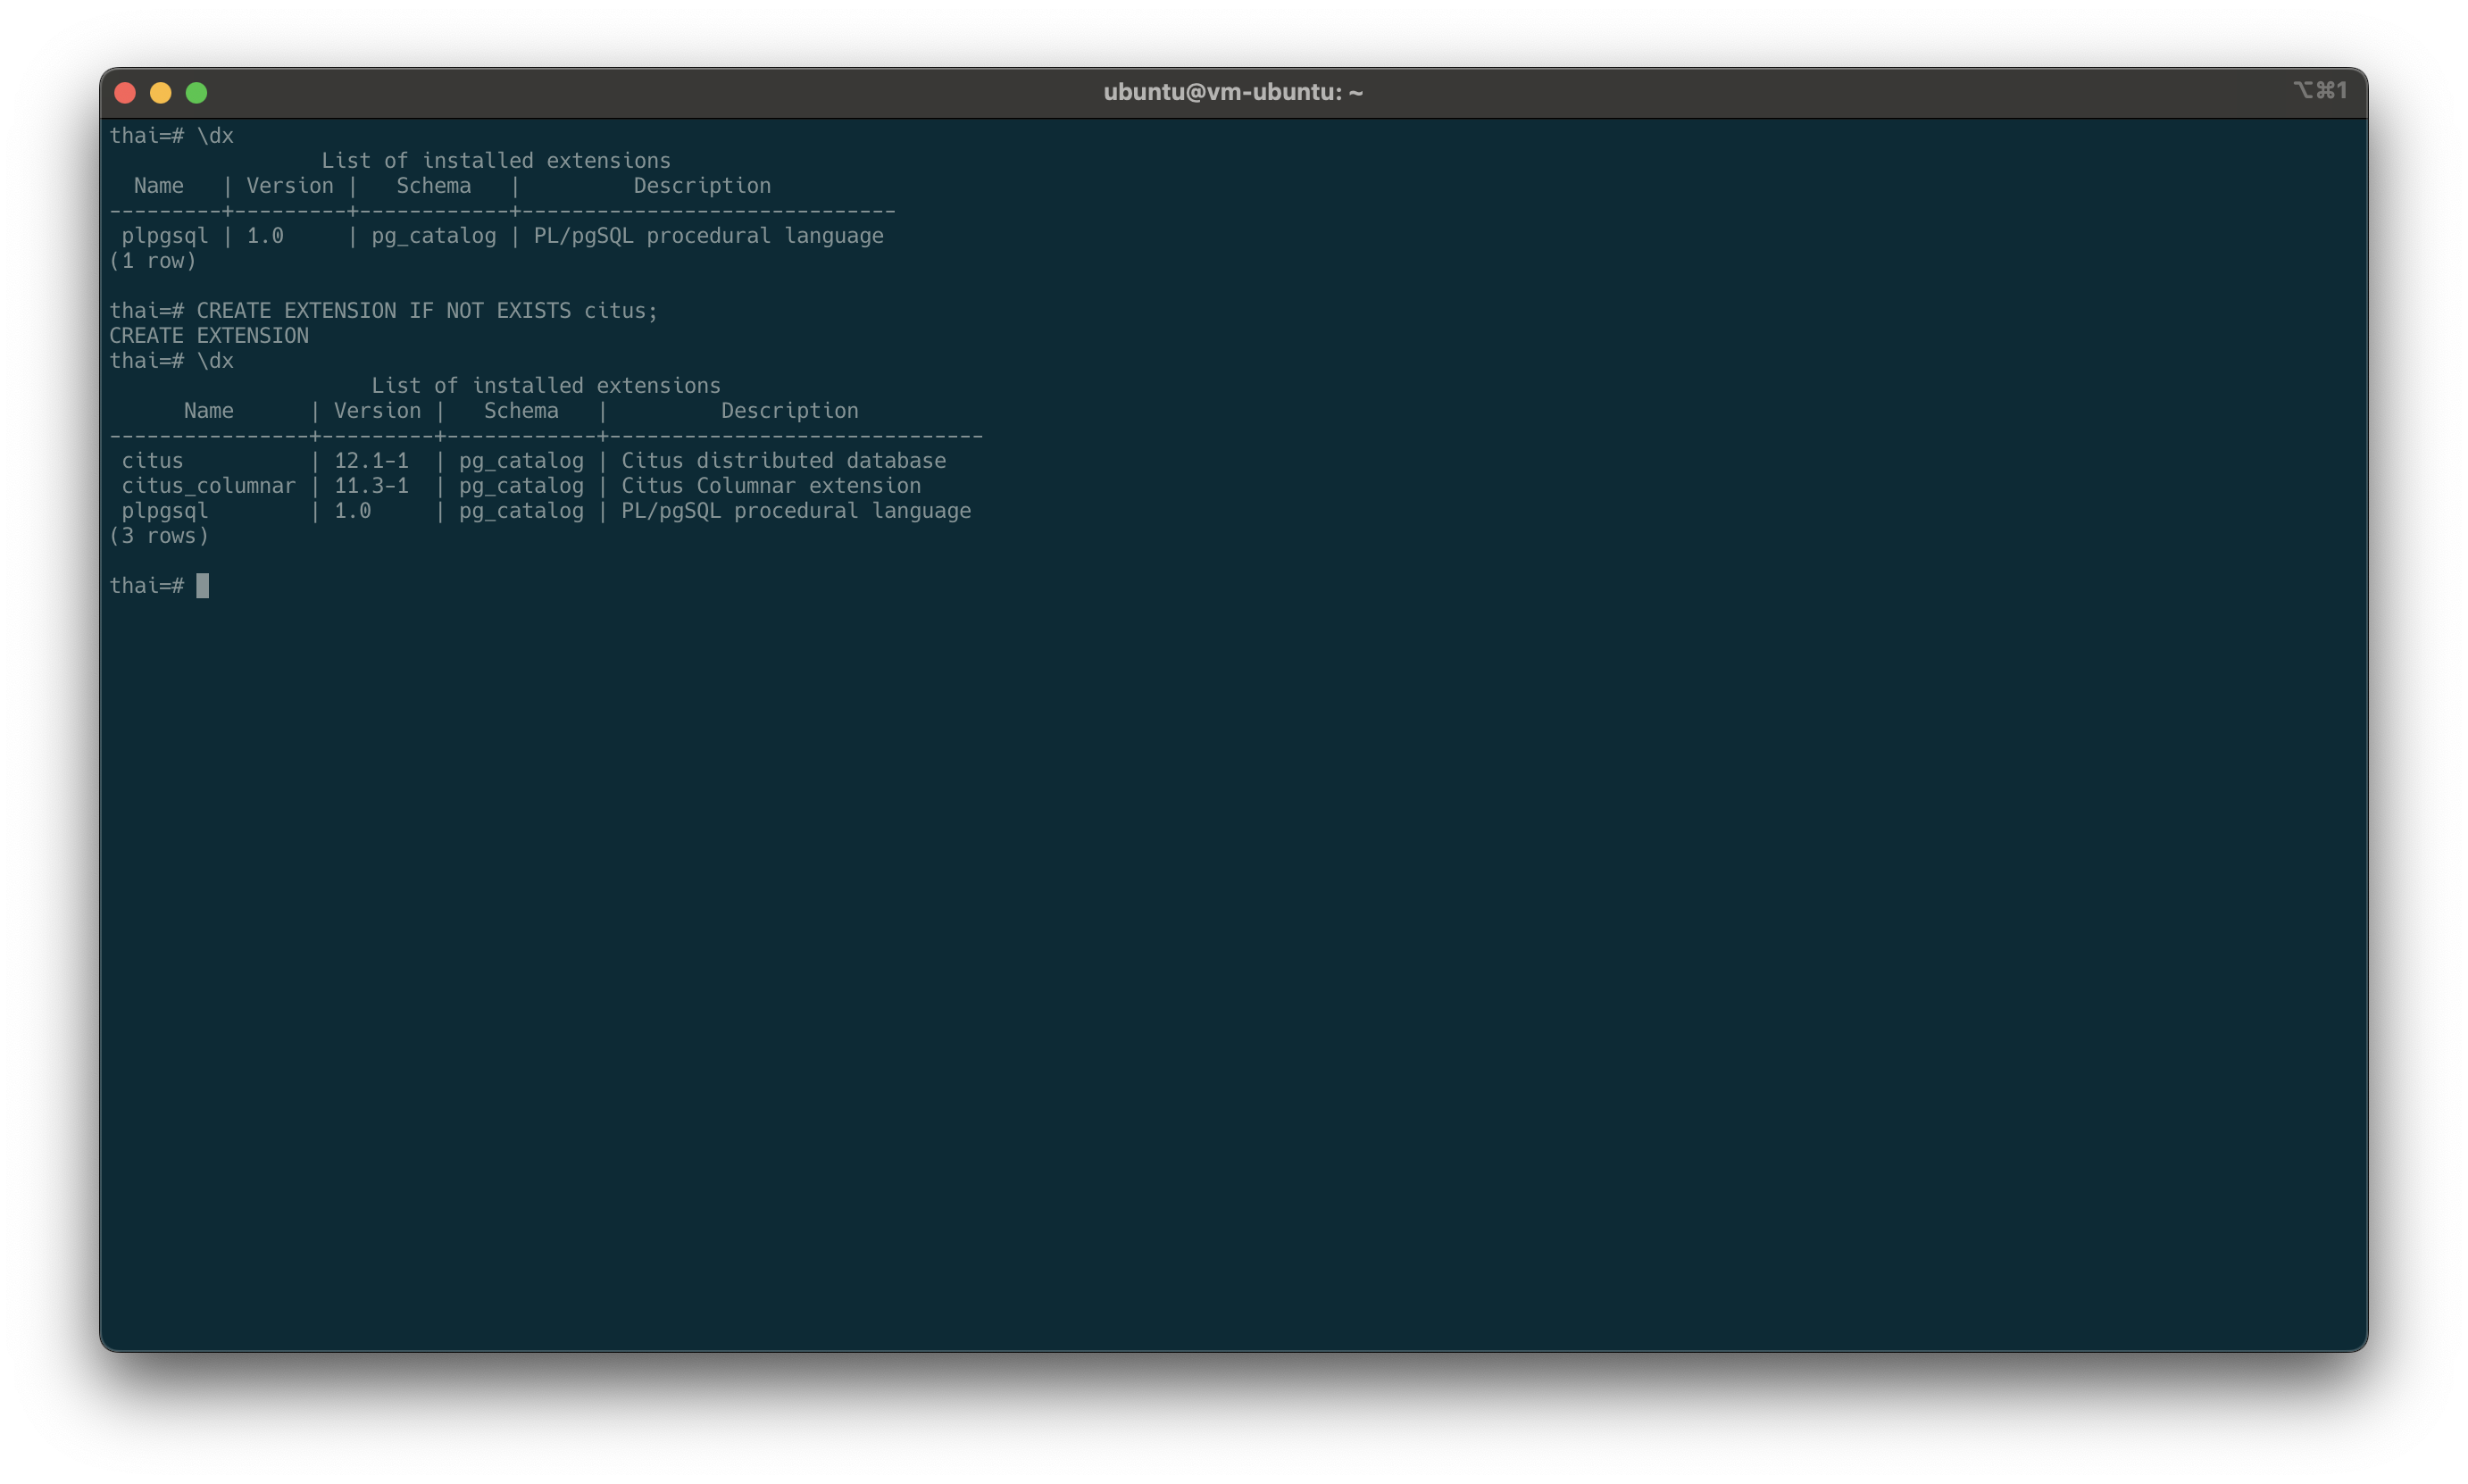 ubuntu@vm-ubuntu: ~
⌥⌘1
thai=# \dx
                 List of installed extensions
  Name   | Version |   Schema   |         Description
---------+---------+------------+------------------------------
 plpgsql | 1.0     | pg_catalog | PL/pgSQL procedural language
(1 row)

thai=# CREATE EXTENSION IF NOT EXISTS citus;
CREATE EXTENSION
thai=# \dx
                     List of installed extensions
      Name      | Version |   Schema   |         Description
----------------+---------+------------+------------------------------
 citus          | 12.1-1  | pg_catalog | Citus distributed database
 citus_columnar | 11.3-1  | pg_catalog | Citus Columnar extension
 plpgsql        | 1.0     | pg_catalog | PL/pgSQL procedural language
(3 rows)

thai=#